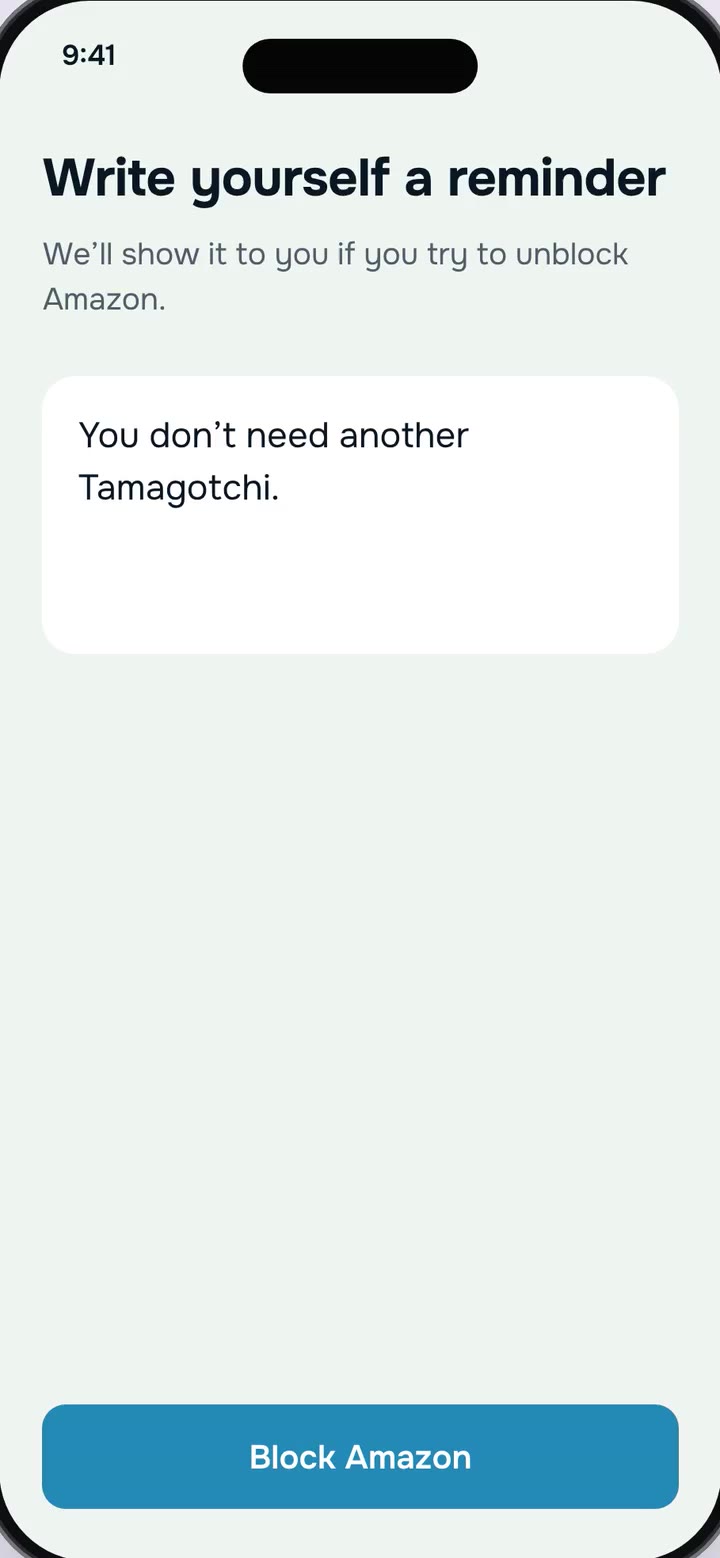 9:41
Write yourself a reminder
We’ll show it to you if you try to unblock
Amazon.
You don’t need another
Tamagotchi.
Block Amazon